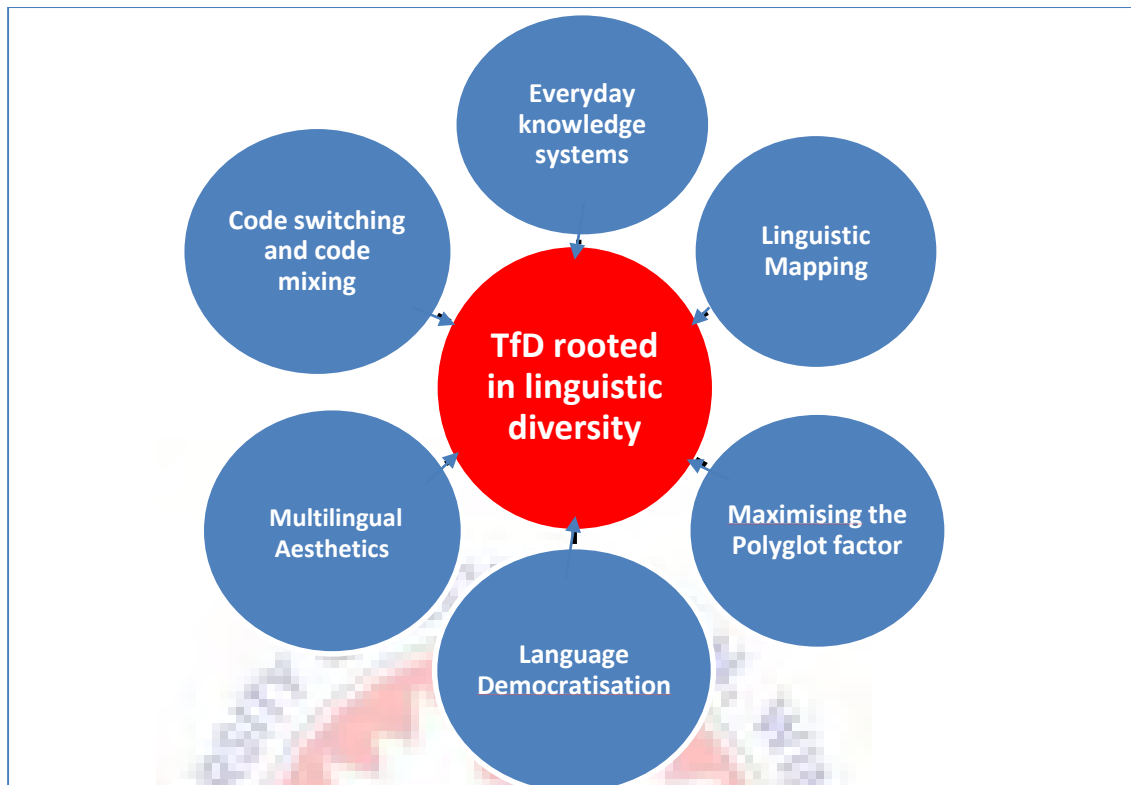 Everyday
knowledge
systems
Code switching
and code
mixing
Linguistic
Mapping
TfD rooted
in linguistic
diversity
Multilingual
Aesthetics
Maximising the
Polyglot factor
Language
Democratisation